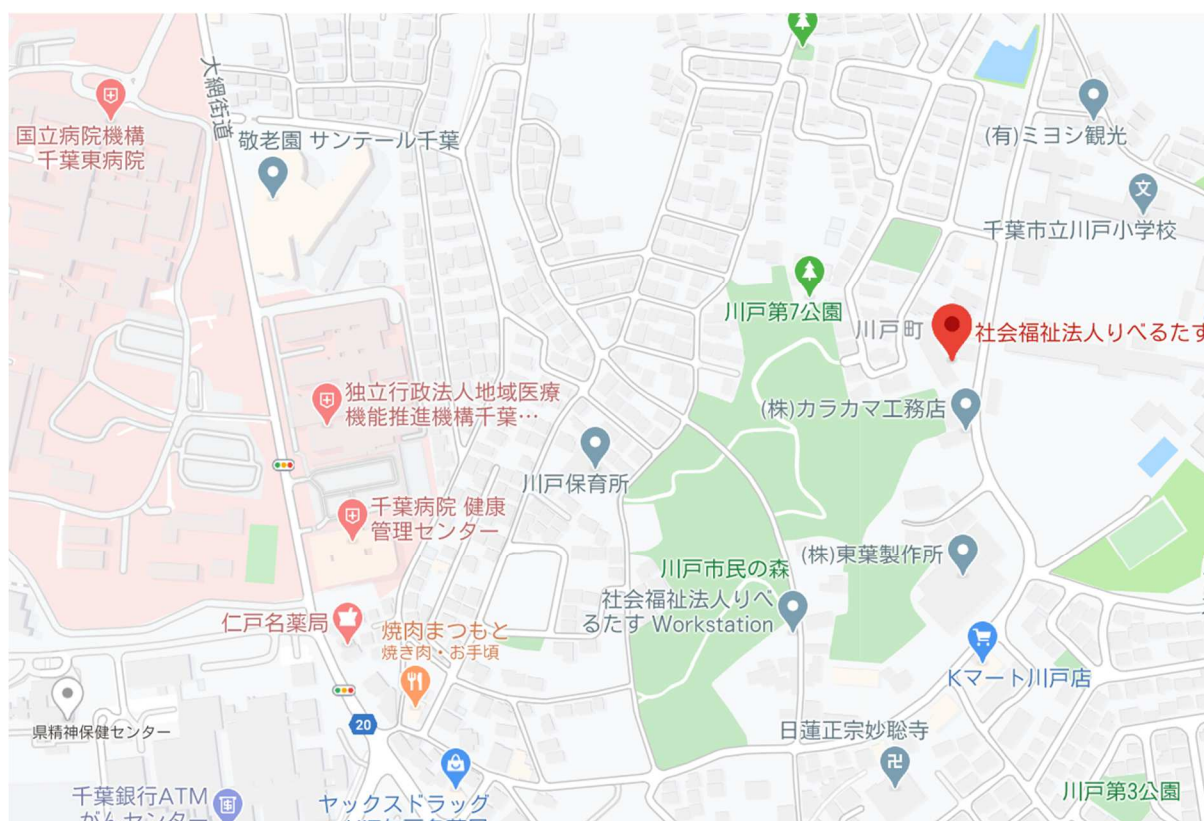 大網街道
国立病院機構
千葉東病院
敬老園 サンテール千葉
(有)ミヨシ観光
千葉市立川戸小学校
川戸第7公園
川戸町
社会福祉法人りべるたす
独立行政法人地域医療
機能推進機構千葉…
(株)カラカマ工務店
川戸保育所
千葉病院 健康
管理センター
(株)東葉製作所
川戸市民の森
社会福祉法人りべ
るたす Workstation
仁戸名薬局
焼肉まつもと
焼き肉・お手頃
Kマート川戸店
県精神保健センター
20
日蓮正宗妙聡寺
千葉銀行ATM
がんセンター
ヤックスドラッグ
川戸第3公園